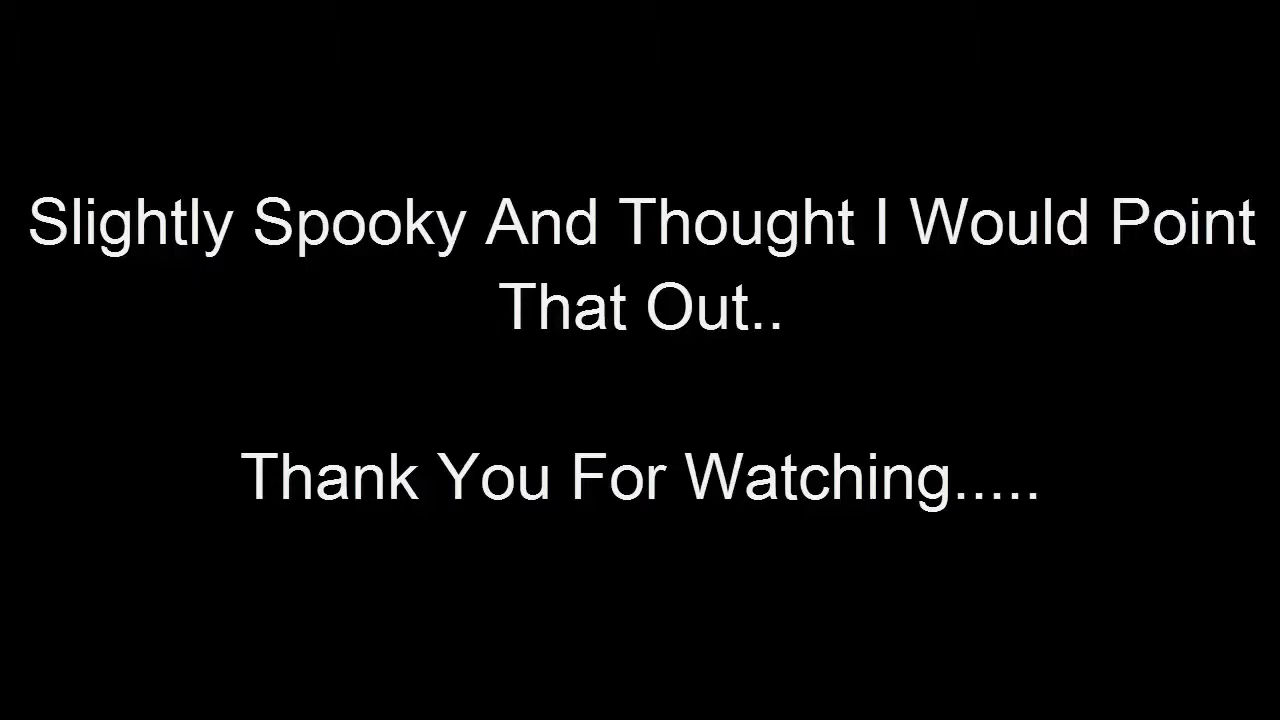 Slightly Spooky And Thought I Would Point
That Out..
Thank You For Watching.....